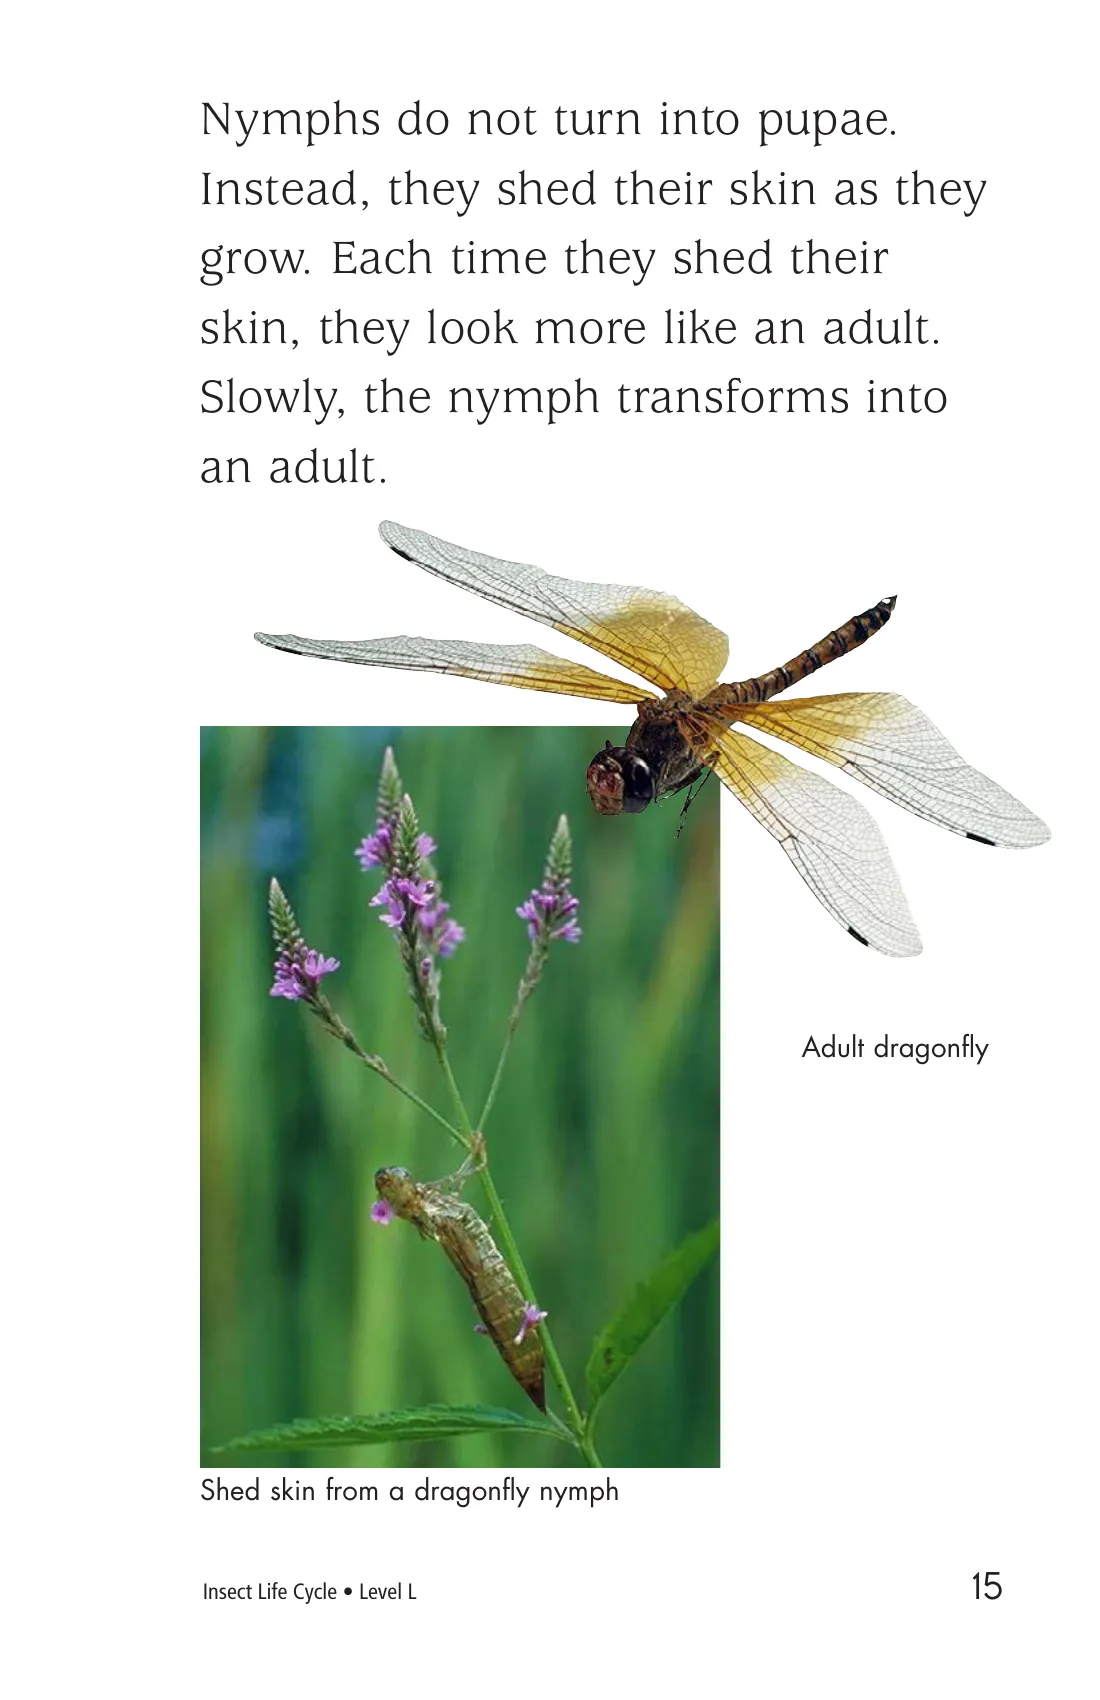 Nymphs do not turn into pupae.
Instead, they shed their skin as they
grow. Each time they shed their
skin, they look more like an adult.
Slowly, the nymph transforms into
an adult.
Adult dragonfly
Shed skin from a dragonfly nymph
Insect Life Cycle • Level L
15